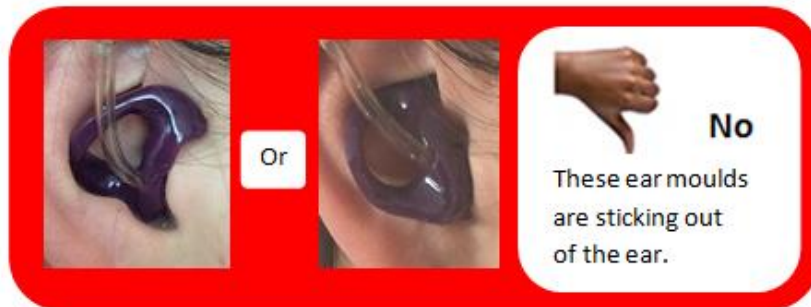 Or
No
These ear moulds
are sticking out
of the ear.